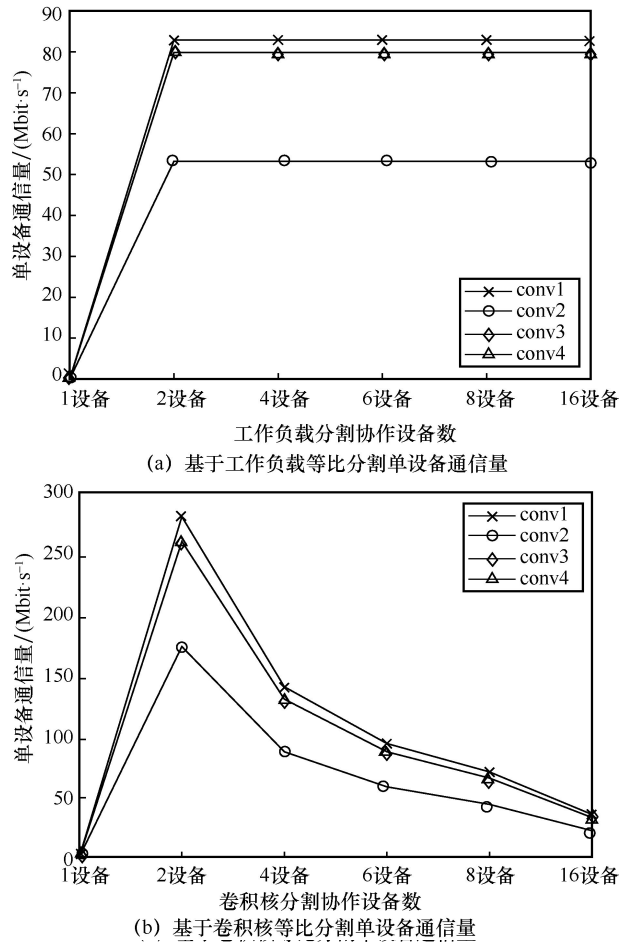 90
80
70
60
50
40
30
20
10
0
单设备通信量/(Mbit·s⁻¹)
conv1
conv2
conv3
conv4
1设备 2设备 4设备 6设备 8设备 16设备
工作负载分割协作设备数
(a) 基于工作负载等比分割单设备通信量
300
250
200
150
100
50
0
单设备通信量/(Mbit·s⁻¹)
conv1
conv2
conv3
conv4
1设备 2设备 4设备 6设备 8设备 16设备
卷积核分割协作设备数
(b) 基于卷积核等比分割单设备通信量